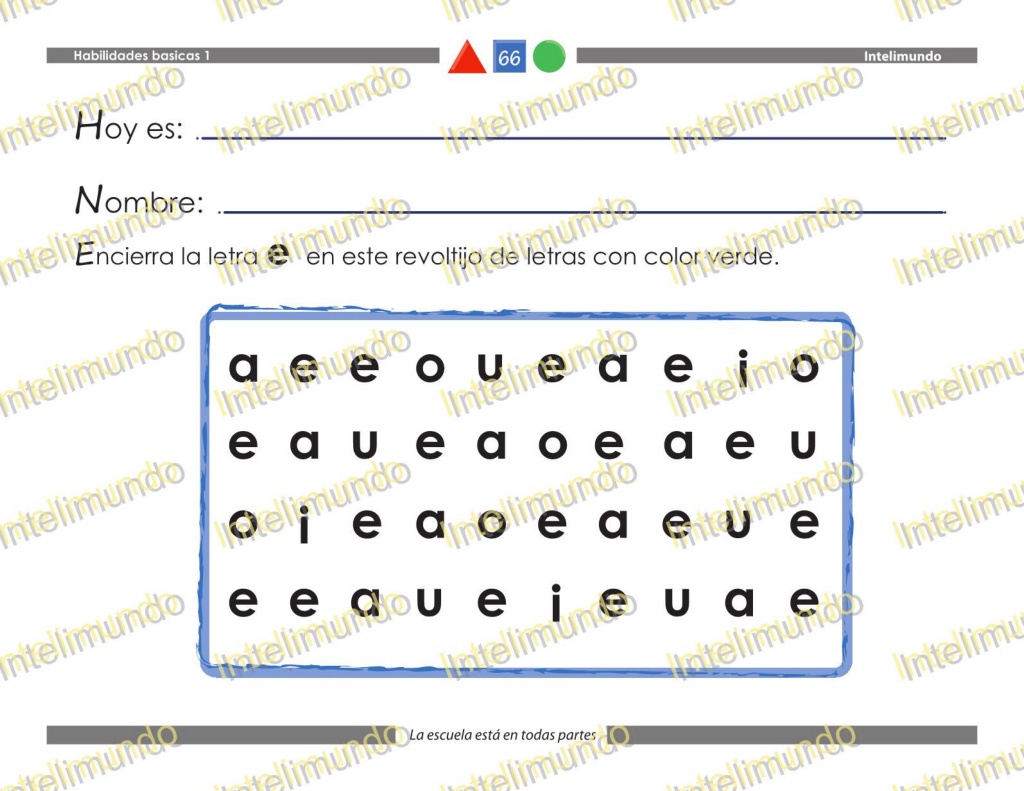 Habilidades basicas 1 66 Intelimundo
Hoy es:
Nombre:
Encierra la letra e en este revoltijo de letras con color verde.
a e e o u e a e i o
e a u e a o e a e u
o i e a o e a e u e
e e a u e i e u a e
La escuela está en todas partes
Intelimundo